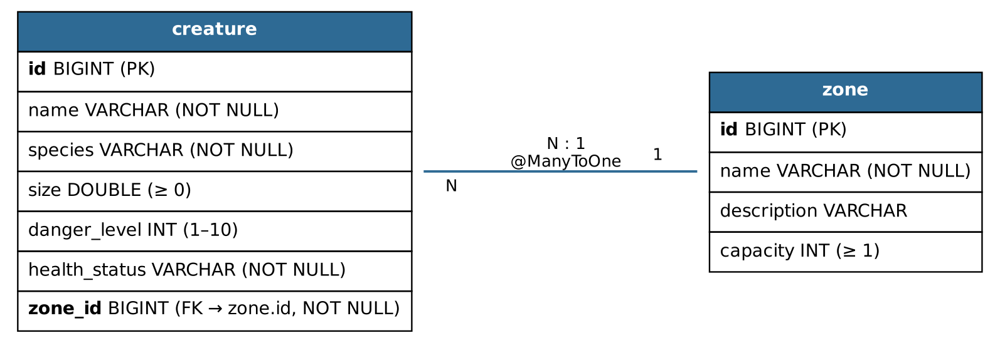 creature
id BIGINT (PK)
name VARCHAR (NOT NULL)
species VARCHAR (NOT NULL)
size DOUBLE (≥ 0)
danger_level INT (1–10)
health_status VARCHAR (NOT NULL)
zone_id BIGINT (FK → zone.id, NOT NULL)
N : 1
@ManyToOne
1
N
zone
id BIGINT (PK)
name VARCHAR (NOT NULL)
description VARCHAR
capacity INT (≥ 1)